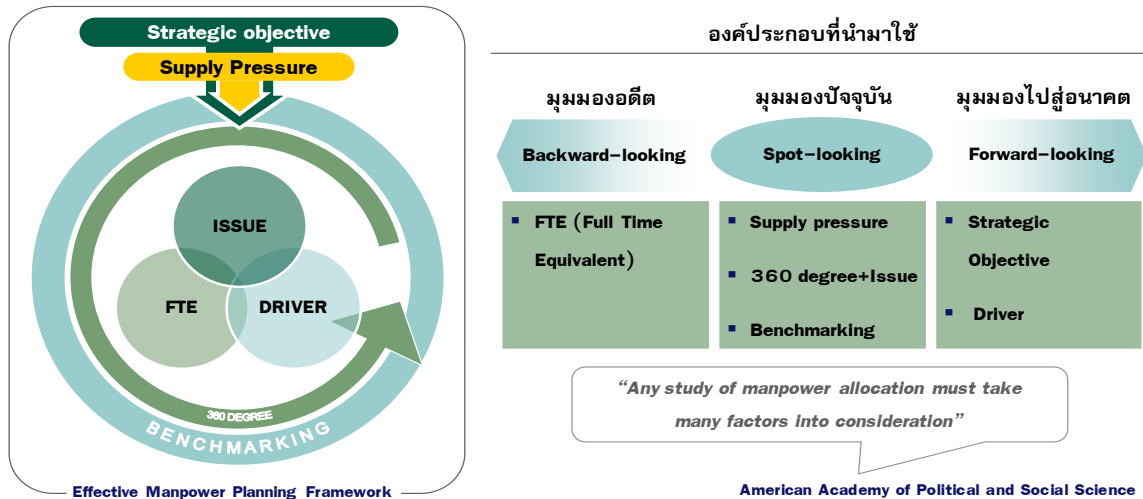 Strategic objective
Supply Pressure
ISSUE
FTE
DRIVER
360 DEGREE
BENCHMARKING
Effective Manpower Planning Framework
องค์ประกอบที่นำมาใช้
มุมมองอดีต
มุมมองปัจจุบัน
มุมมองไปสู่อนาคต
Backward-looking
Spot-looking
Forward-looking
▪ FTE (Full Time
Equivalent)
▪ Supply pressure
▪ 360 degree+Issue
▪ Benchmarking
▪ Strategic
Objective
▪ Driver
“Any study of manpower allocation must take
many factors into consideration”
American Academy of Political and Social Science